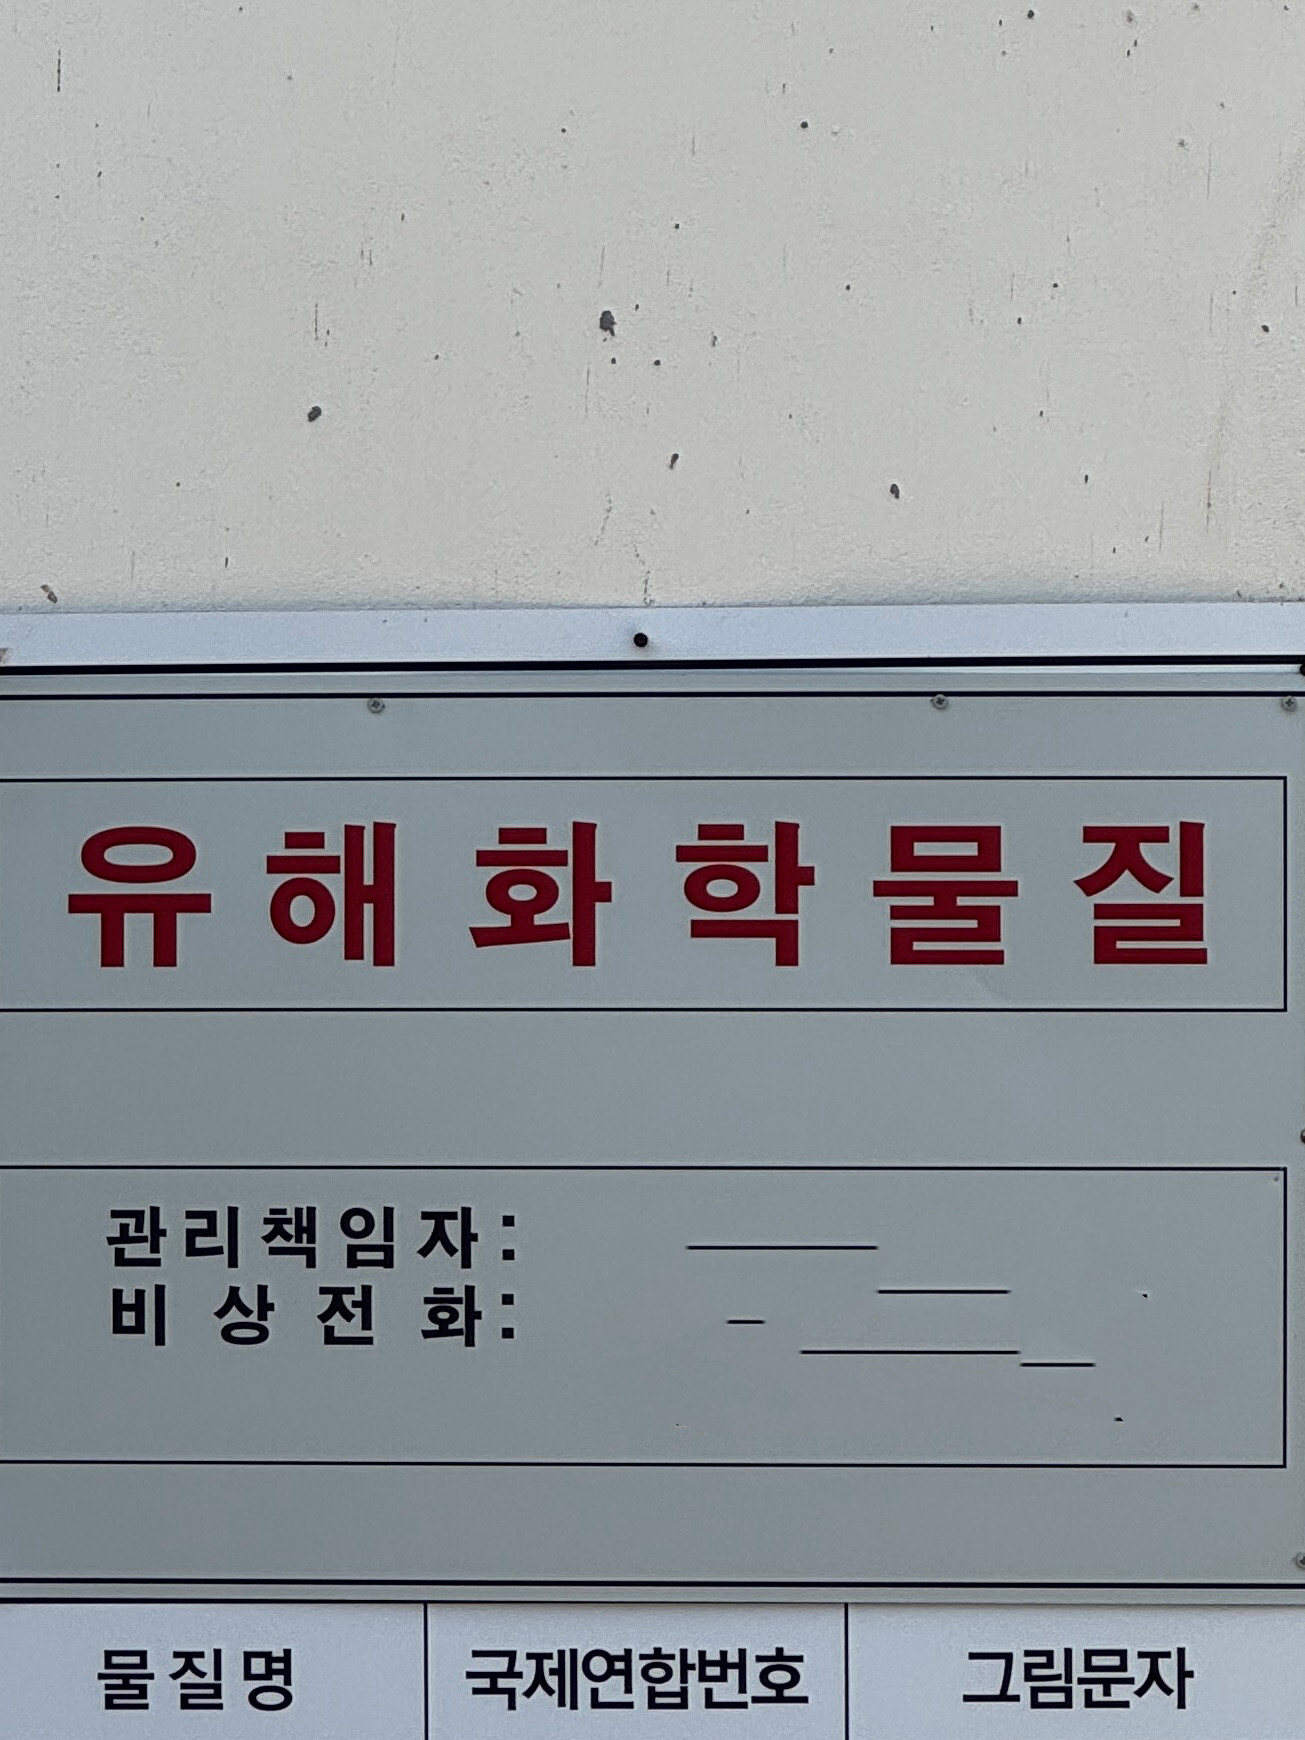 유해화학물질
관리책임자:
비상전화:
물질명 국제연합번호 그림문자